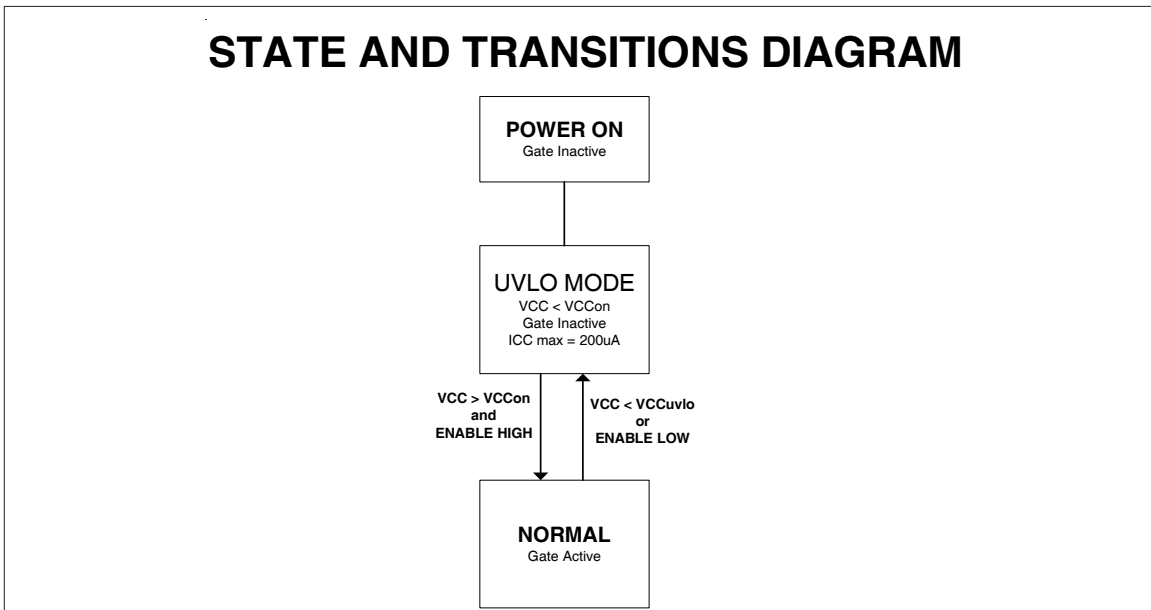 STATE AND TRANSITIONS DIAGRAM
POWER ON
Gate Inactive
UVLO MODE
VCC < VCCon
Gate Inactive
ICC max = 200uA
VCC > VCCon
and
ENABLE HIGH
VCC < VCCuvlo
or
ENABLE LOW
NORMAL
Gate Active